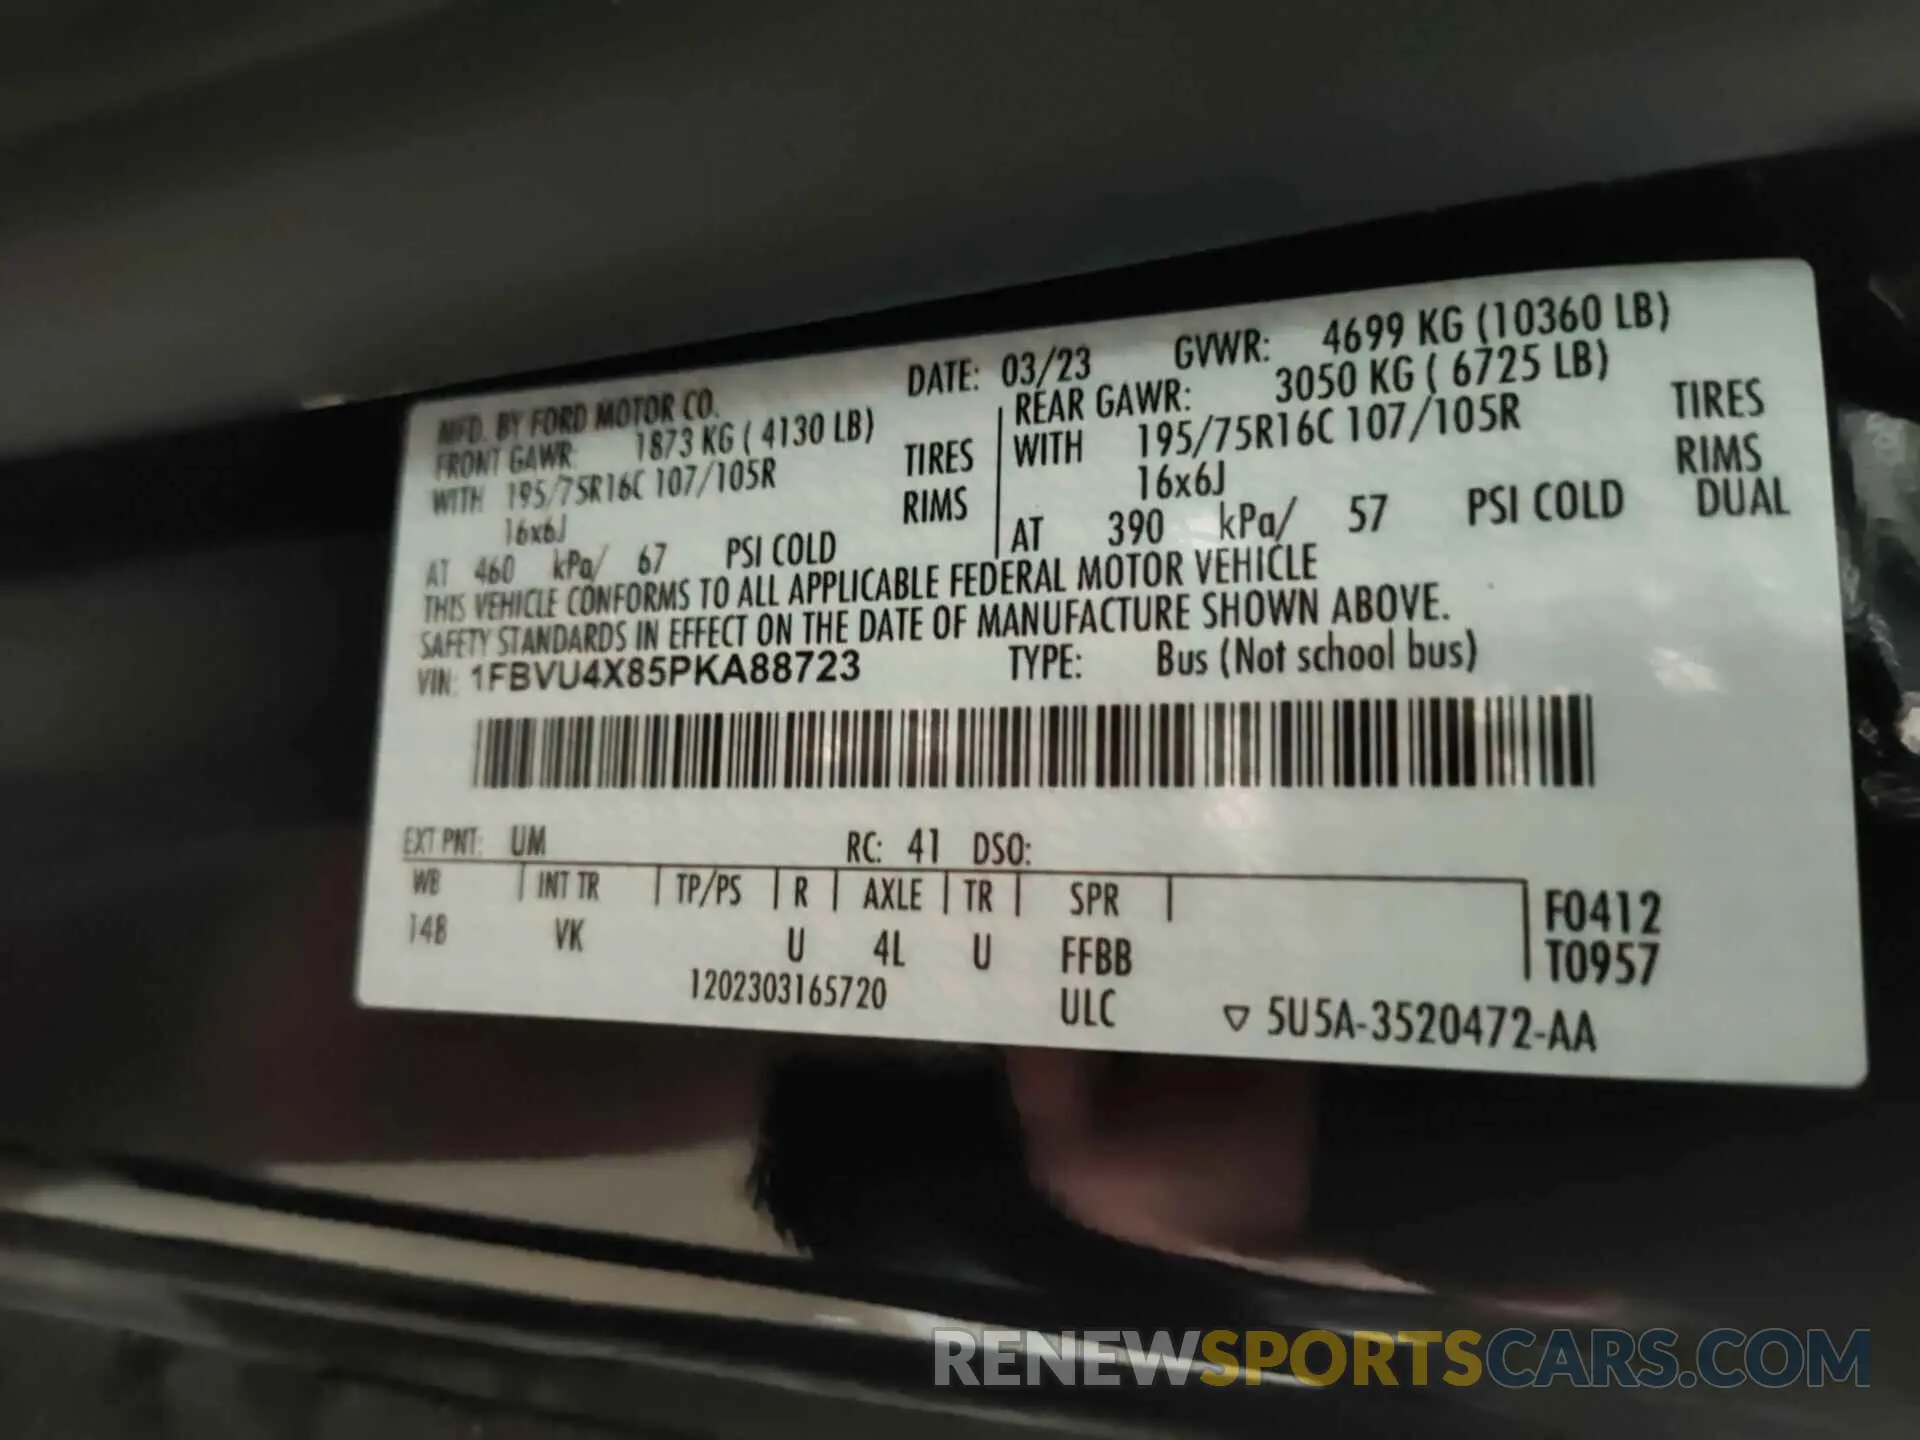 MFD. BY FORD MOTOR CO. DATE: 03/23 GVWR: 4699 KG (10360 LB)
FRONT GAWR: 1873 KG ( 4130 LB) REAR GAWR: 3050 KG ( 6725 LB)
WITH 195/75R16C 107/105R TIRES WITH 195/75R16C 107/105R TIRES
16x6J RIMS 16x6J RIMS
AT 460 kPa/ 67 PSI COLD AT 390 kPa/ 57 PSI COLD DUAL
THIS VEHICLE CONFORMS TO ALL APPLICABLE FEDERAL MOTOR VEHICLE
SAFETY STANDARDS IN EFFECT ON THE DATE OF MANUFACTURE SHOWN ABOVE.
VIN: 1FBVU4X85PKA88723 TYPE: Bus (Not school bus)
EXT PNT: UM RC: 41 DSO:
WB INT TR TP/PS R AXLE TR SPR
148 VK U 4L U FFBB
F0412
T0957
1202303165720 ULC ▽ 5U5A-3520472-AA
RENEWSPORTSCARS.COM